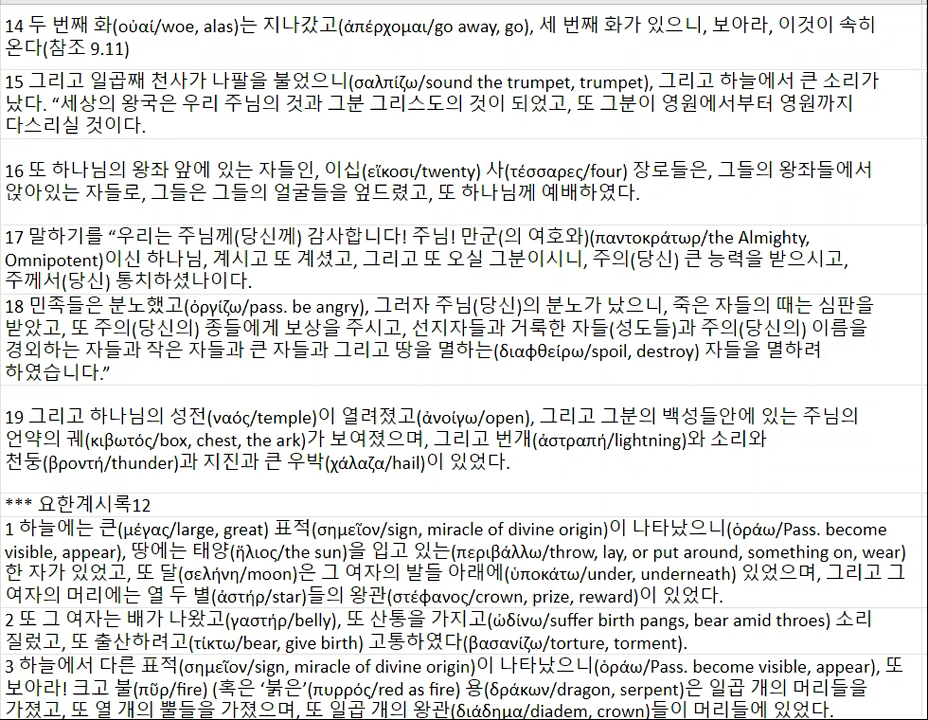 14 두 번째 화(οὐαί/woe, alas)는 지나갔고(ἀπέρχομαι/go away, go), 세 번째 화가 있으니, 보아라, 이것이 속히
온다(참조 9.11)
15 그리고 일곱째 천사가 나팔을 불었으니(σαλπίζω/sound the trumpet, trumpet), 그리고 하늘에서 큰 소리가
났다. “세상의 왕국은 우리 주님의 것과 그분 그리스도의 것이 되었고, 또 그분이 영원에서부터 영원까지
다스리실 것이다.
16 또 하나님의 왕좌 앞에 있는 자들인, 이십(εἴκοσι/twenty) 사(τέσσαρες/four) 장로들은, 그들의 왕좌들에서
앉아있는 자들로, 그들은 그들의 얼굴들을 엎드렸고, 또 하나님께 예배하였다.
17 말하기를 “우리는 주님께(당신께) 감사합니다! 주님! 만군(의 여호와)(παντοκράτωρ/the Almighty,
Omnipotent)이신 하나님, 계시고 또 계셨고, 그리고 또 오실 그분이시니, 주의(당신) 큰 능력을 받으시고,
주께서(당신) 통치하셨나이다.
18 민족들은 분노했고(ὀργίζω/pass. be angry), 그러자 주님(당신)의 분노가 났으니, 죽은 자들의 때는 심판을
받았고, 또 주의(당신의) 종들에게 보상을 주시고, 선지자들과 거룩한 자들(성도들)과 주의(당신의) 이름을
경외하는 자들과 작은 자들과 큰 자들과 그리고 땅을 멸하는(διαφθείρω/spoil, destroy) 자들을 멸하려
하였습니다.”
19 그리고 하나님의 성전(ναός/temple)이 열려졌고(ἀνοίγω/open), 그리고 그분의 백성들안에 있는 주님의
언약의 궤(κιβωτός/box, chest, the ark)가 보여졌으며, 그리고 번개(ἀστραπή/lightning)와 소리와
천둥(βροντή/thunder)과 지진과 큰 우박(χάλαζα/hail)이 있었다.
*** 요한계시록12
1 하늘에는 큰(μέγας/large, great) 표적(σημεῖον/sign, miracle of divine origin)이 나타났으니(ὁράω/Pass. become
visible, appear), 땅에는 태양(ἥλιος/the sun)을 입고 있는(περιβάλλω/throw, lay, or put around, something on, wear)
한 자가 있었고, 또 달(σελήνη/moon)은 그 여자의 발들 아래에(ὑποκάτω/under, underneath) 있었으며, 그리고 그
여자의 머리에는 열 두 별(ἀστήρ/star)들의 왕관(στέφανος/crown, prize, reward)이 있었다.
2 또 그 여자는 배가 나왔고(γαστήρ/belly), 또 산통을 가지고(ὠδίνω/suffer birth pangs, bear amid throes) 소리
질렀고, 또 출산하려고(τίκτω/bear, give birth) 고통하였다(βασανίζω/torture, torment).
3 하늘에서 다른 표적(σημεῖον/sign, miracle of divine origin)이 나타났으니(ὁράω/Pass. become visible, appear), 또
보아라! 크고 불(πῦρ/fire) (혹은 ‘붉은’(πυρρός/red as fire) 용(δράκων/dragon, serpent)은 일곱 개의 머리들을
가졌고, 또 열 개의 뿔들을 가졌으며, 또 일곱 개의 왕관(διάδημα/diadem, crown)들이 머리들에 있었다.